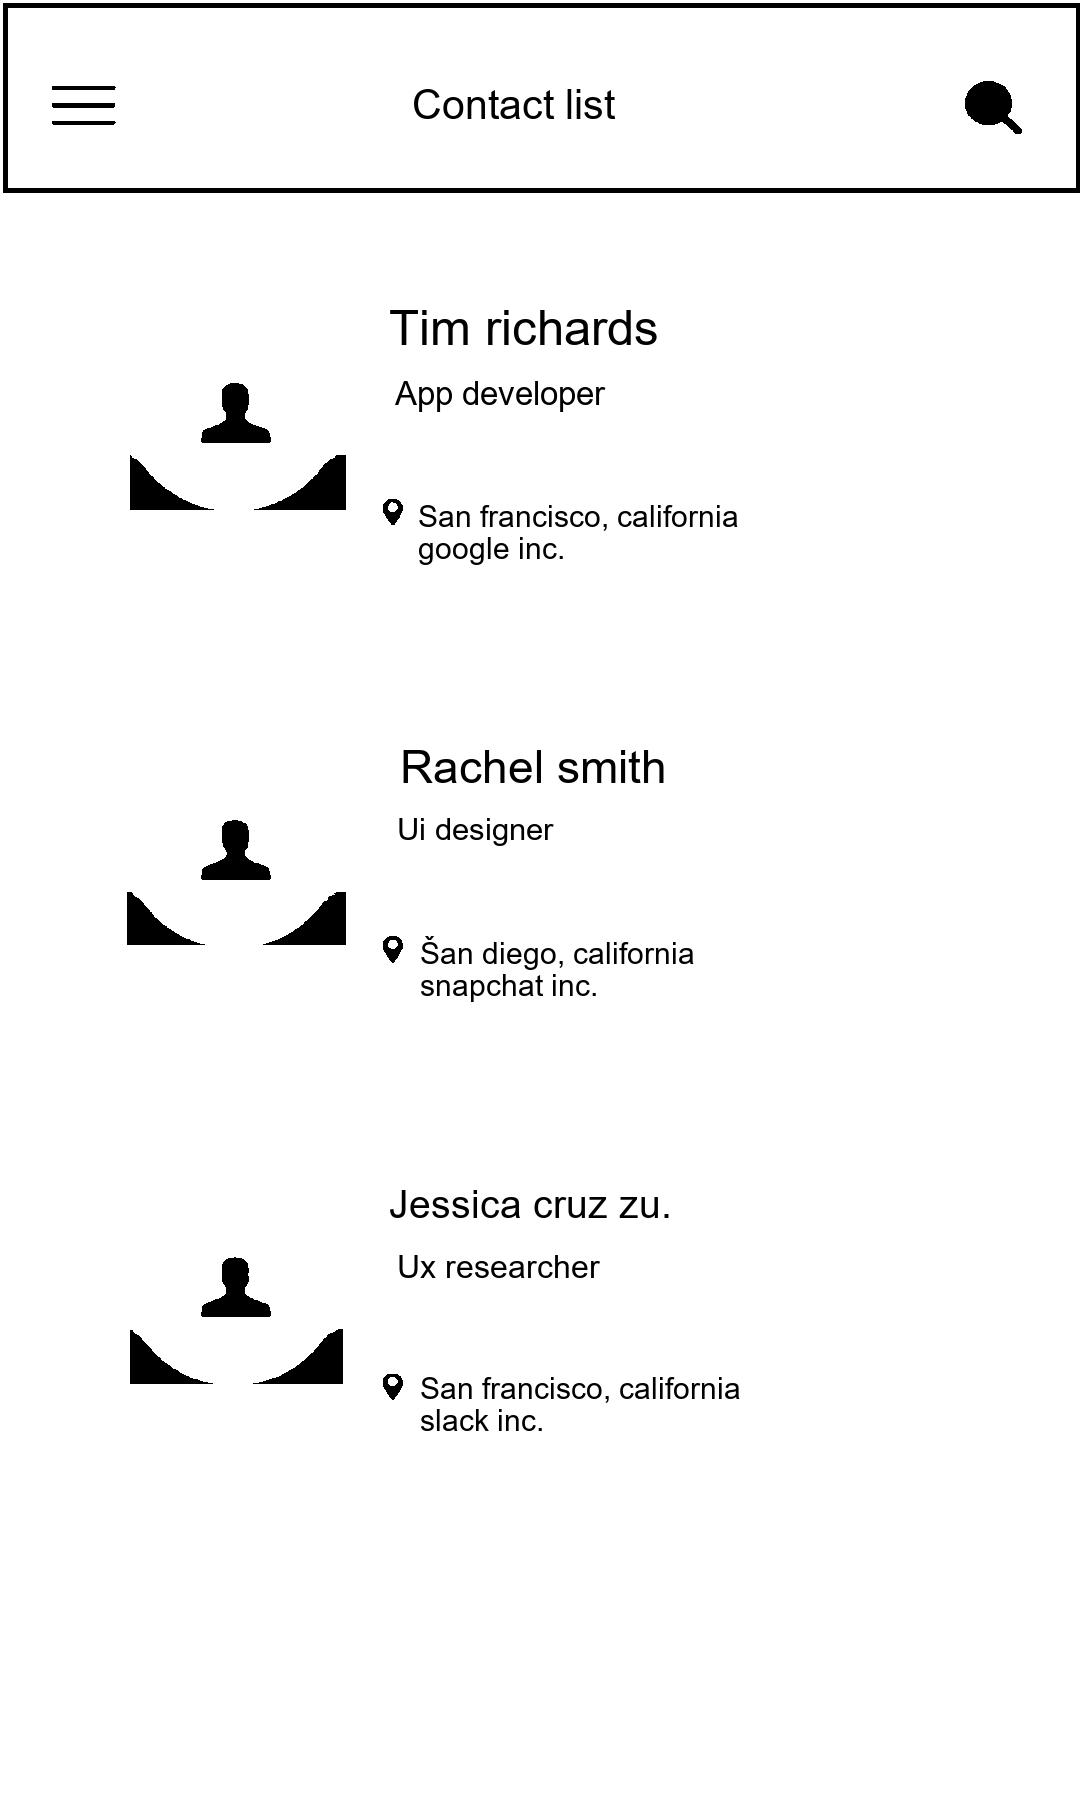 Contact list
Tim richards
App developer
San francisco, california
google inc.
Rachel smith
Ui designer
Šan diego, california
snapchat inc.
Jessica cruz zu.
Ux researcher
San francisco, california
slack inc.